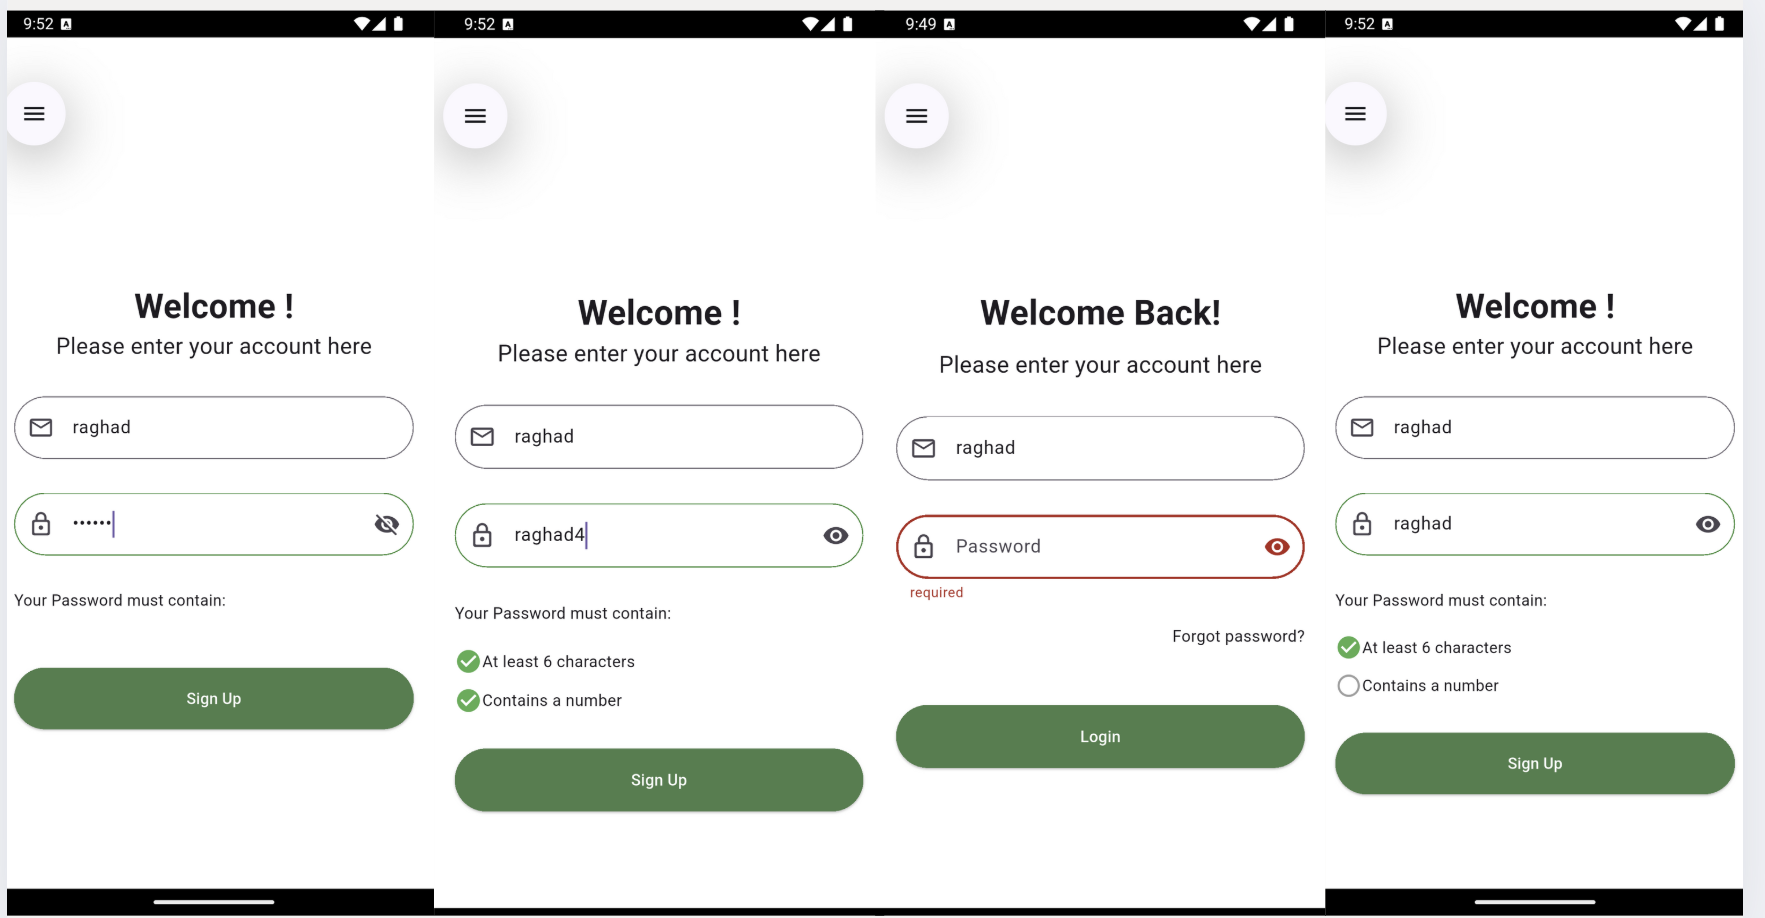 9:52
Welcome !
Please enter your account here
raghad
••••••
Your Password must contain:
Sign Up
9:52
Welcome !
Please enter your account here
raghad
raghad4
Your Password must contain:
At least 6 characters
Contains a number
Sign Up
9:49
Welcome Back!
Please enter your account here
raghad
Password
required
Forgot password?
Login
9:52
Welcome !
Please enter your account here
raghad
raghad
Your Password must contain:
At least 6 characters
Contains a number
Sign Up